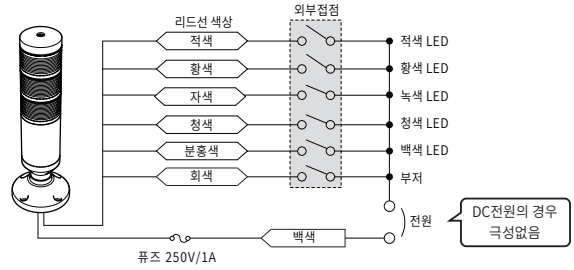 리드선 색상
외부접점
적색
적색 LED
황색
황색 LED
자색
녹색 LED
청색
청색 LED
분홍색
백색 LED
회색
부저
전원
DC전원의 경우
극성없음
백색
퓨즈 250V/1A